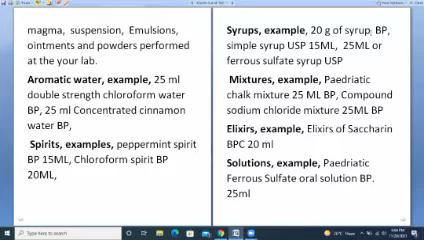 magma, suspension, Emulsions,
ointments and powders performed
at the your lab.
Aromatic water, example, 25 ml
double strength chloroform water
BP, 25 ml Concentrated cinnamon
water BP,
Spirits, examples, peppermint spirit
BP 15ML, Chloroform spirit BP
20ML,
Syrups, example, 20 g of syrup BP,
simple syrup USP 15ML, 25ML or
ferrous sulfate syrup USP
Mixtures, example, Paedriatic
chalk mixture 25 ML BP, Compound
sodium chloride mixture 25ML BP
Elixirs, example, Elixirs of Saccharin
BPC 20 ml
Solutions, example, Paedriatic
Ferrous Sulfate oral solution BP.
25ml
Type here to search